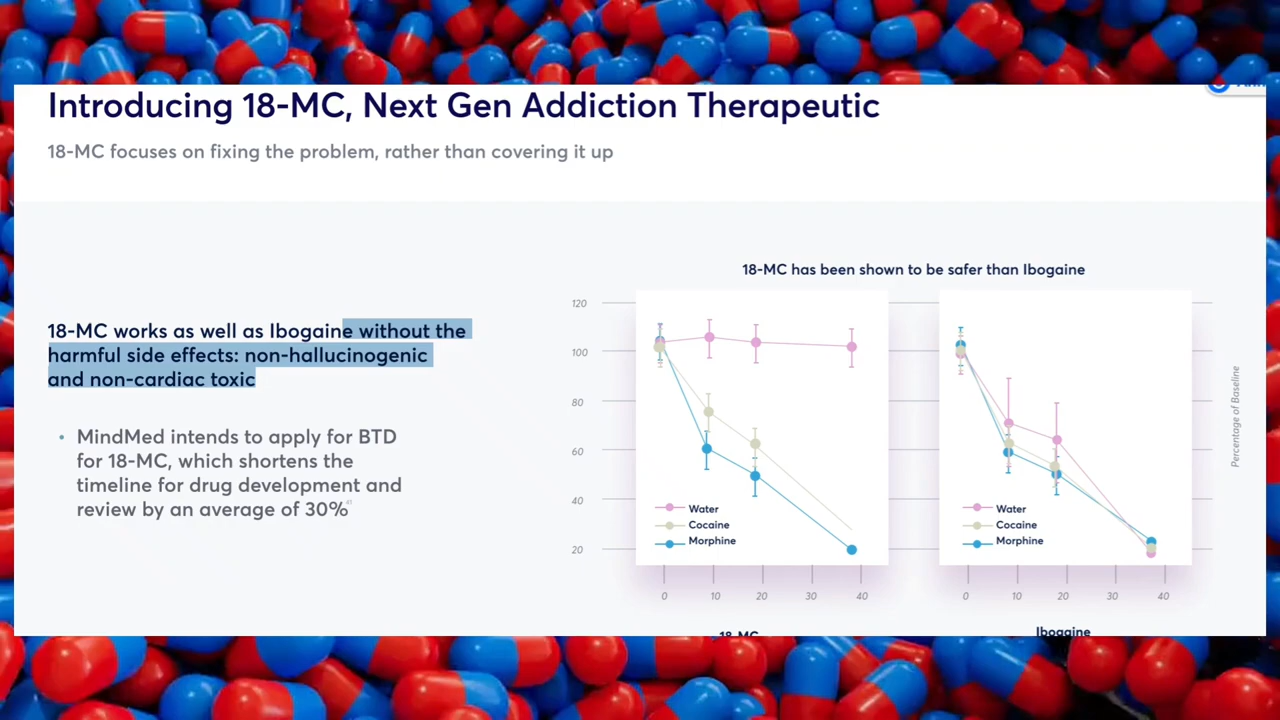 Introducing 18-MC, Next Gen Addiction Therapeutic
18-MC focuses on fixing the problem, rather than covering it up
18-MC works as well as Ibogaine without the
harmful side effects: non-hallucinogenic
and non-cardiac toxic
• MindMed intends to apply for BTD
for 18-MC, which shortens the
timeline for drug development and
review by an average of 30%
18-MC has been shown to be safer than Ibogaine
120
100
80
60
40
20
Water
Cocaine
Morphine
0 10 20 30 40
18-MC
Water
Cocaine
Morphine
0 10 20 30 40
Ibogaine
Percentage of Baseline